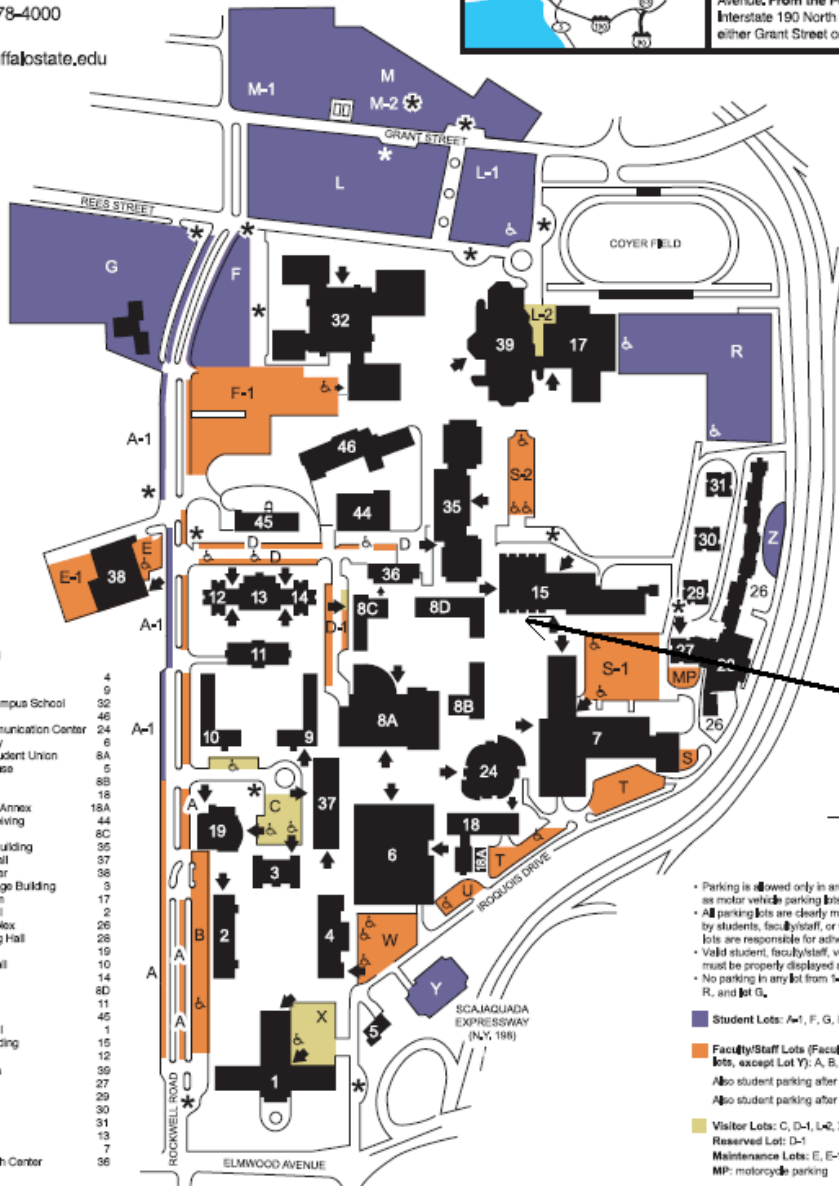 78-4000
ffalostate.edu
Avenue. From the P
Interstate 190 North
either Grant Street o
190
M
M-1
M-2
GRANT STREET
L
L-1
REES STREET
COYER FIELD
G
F
32
39
L-2
17
R
F-1
A-1
46
S-2
31
35
45
44
30
Z
D
D
D
E
E-1
38
36
15
29
26
12
13
14
8C
8D
A-1
D-1
11
S-1
27
28
MP
8A
8B
26
A-1
10
9
7
24
S
T
A
C
37
19
18
18A
T
6
3
U
IROQUOIS DRIVE
B
2
4
W
A
A
A
Y
X
5
SCAJAQUADA
EXPRESSWAY
(N.Y. 198)
1
ROCKWELL ROAD
ELMWOOD AVENUE
4
9
mpus School 32
46
munication Center 24
y 6
udent Union 8A
se 5
8B
18
Annex 18A
eiving 44
8C
uilding 35
all 37
er 38
ge Building 3
m 17
l 2
lex 26
g Hall 28
19
all 10
14
8D
11
45
l 1
ding 15
12
s 39
27
29
30
31
13
7
h Center 36
• Parking is allowed only in ar
as motor vehicle parking lots
• All parking lots are clearly m
by students, faculty/staff, or
lots are responsible for adhe
• Valid student, faculty/staff, v
must be properly displayed a
• No parking in any lot from 1-
R, and lot G.
Student Lots: A-1, F, G,
Faculty/Staff Lots (Facul
lots, except Lot Y): A, B,
Also student parking after
Also student parking after
Visitor Lots: C, D-1, L-2,
Reserved Lot: D-1
Maintenance Lots: E, E-
MP: motorcycle parking